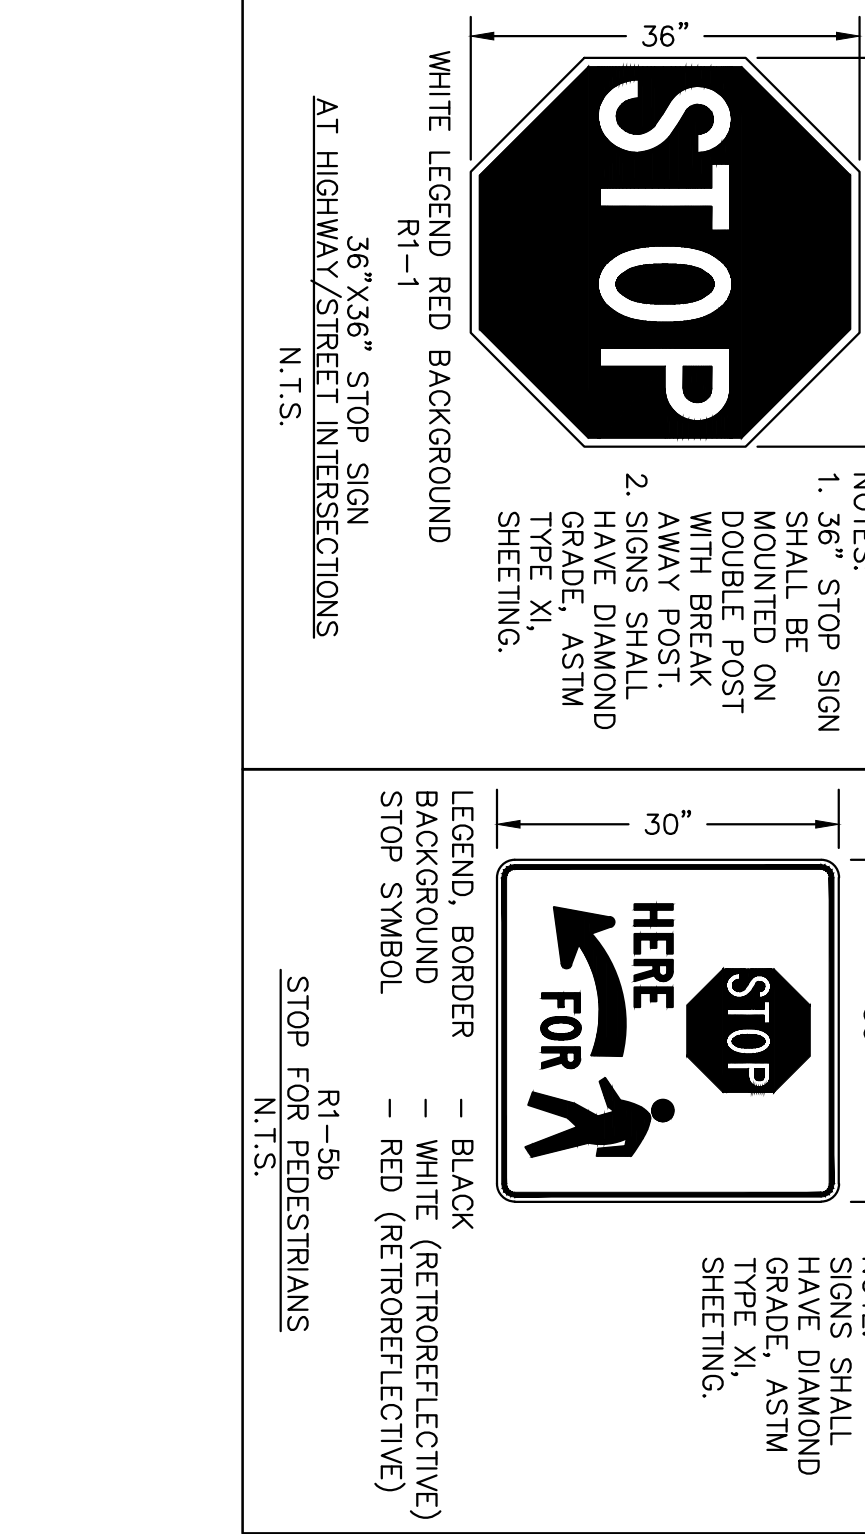 36”
STOP
NOTES:
1. 36” STOP SIGN
SHALL BE
MOUNTED ON
DOUBLE POST
WITH BREAK
AWAY POST.
2. SIGNS SHALL
HAVE DIAMOND
GRADE, ASTM
TYPE XI,
SHEETING.
WHITE LEGEND RED BACKGROUND
R1-1
36”X36” STOP SIGN
AT HIGHWAY/STREET INTERSECTIONS
N.T.S.
30”
STOP
HERE
FOR
SIGNS SHALL
HAVE DIAMOND
GRADE, ASTM
TYPE XI,
SHEETING.
LEGEND, BORDER - BLACK
BACKGROUND - WHITE (RETROREFLECTIVE)
STOP SYMBOL - RED (RETROREFLECTIVE)
R1-5b
STOP FOR PEDESTRIANS
N.T.S.